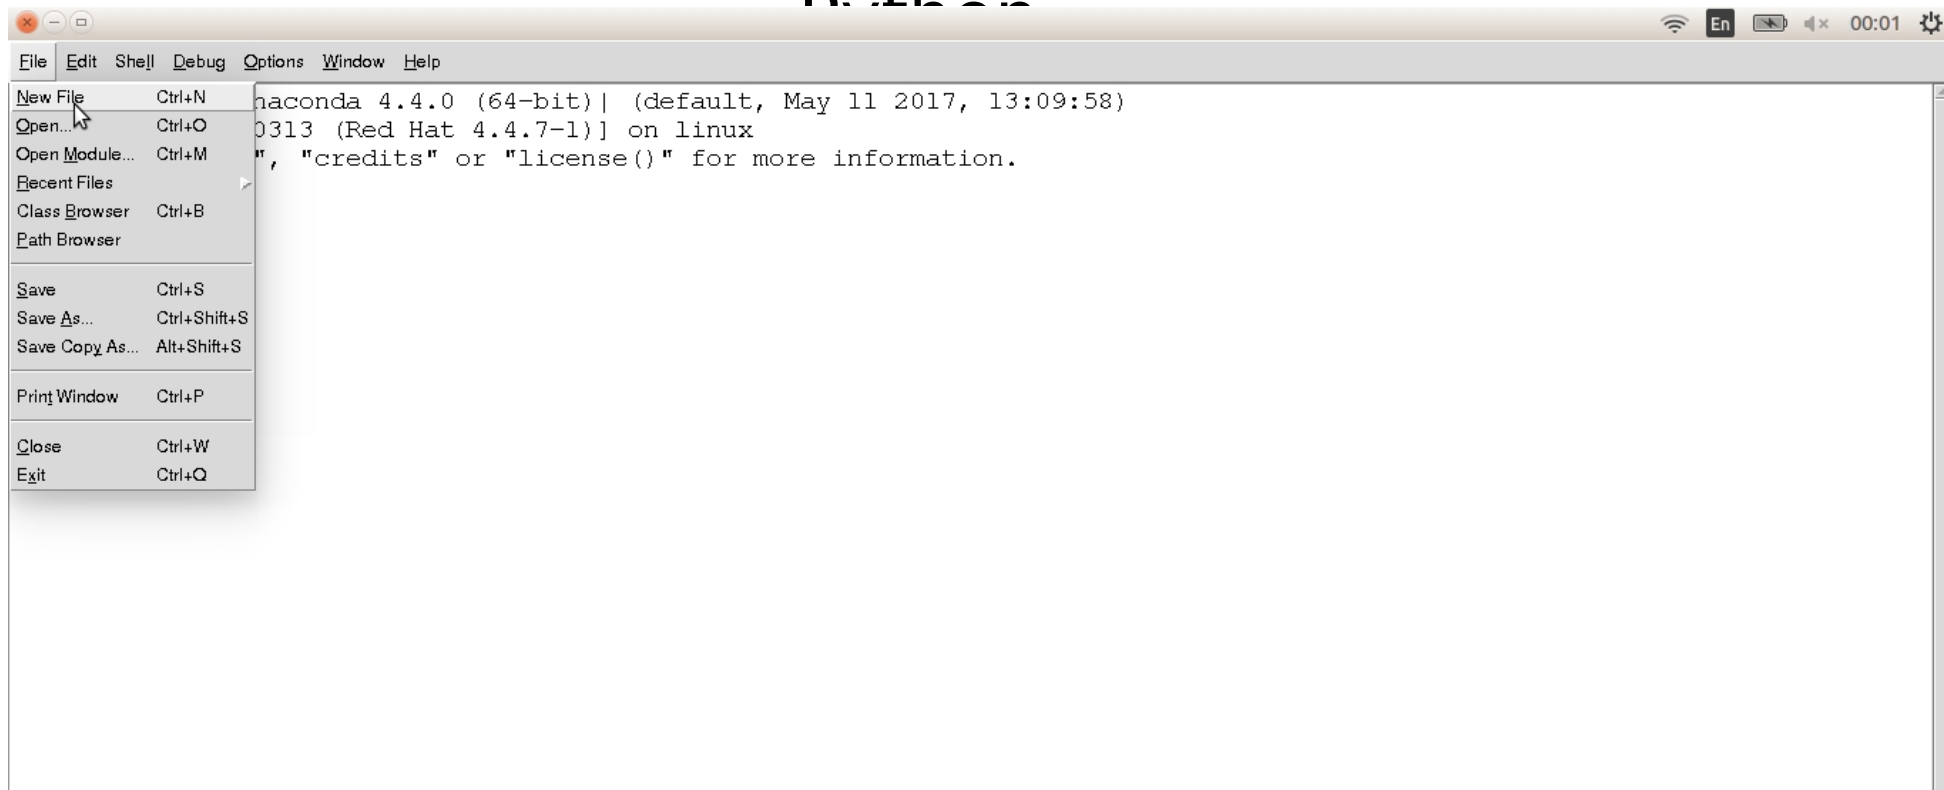 Python
En 00:01
File Edit Shell Debug Options Window Help
New File Ctrl+N
Open... Ctrl+O
Open Module... Ctrl+M
Recent Files
Class Browser Ctrl+B
Path Browser
Save Ctrl+S
Save As... Ctrl+Shift+S
Save Copy As... Alt+Shift+S
Print Window Ctrl+P
Close Ctrl+W
Exit Ctrl+Q
naconda 4.4.0 (64-bit)| (default, May 11 2017, 13:09:58)
0313 (Red Hat 4.4.7-1)] on linux
", "credits" or "license()" for more information.